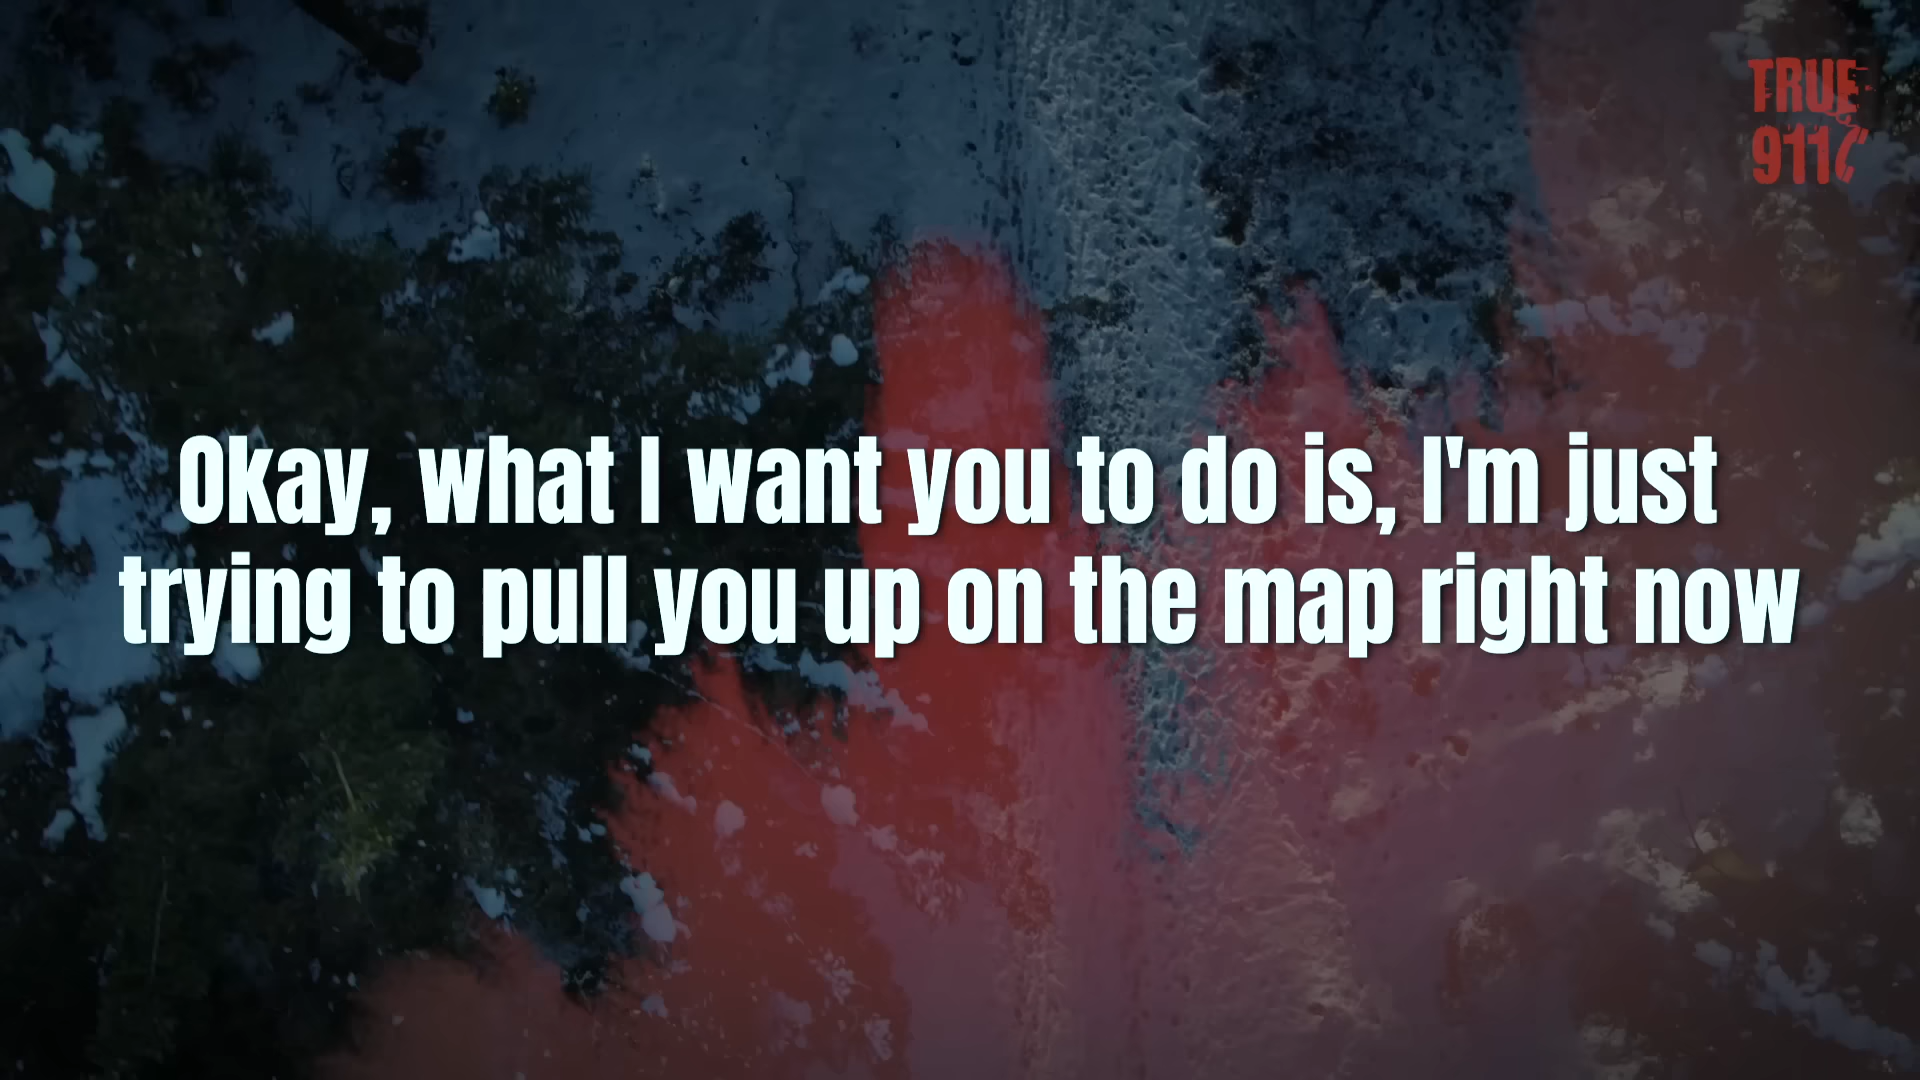 TRUE
911
Okay, what I want you to do is, I'm just
trying to pull you up on the map right now